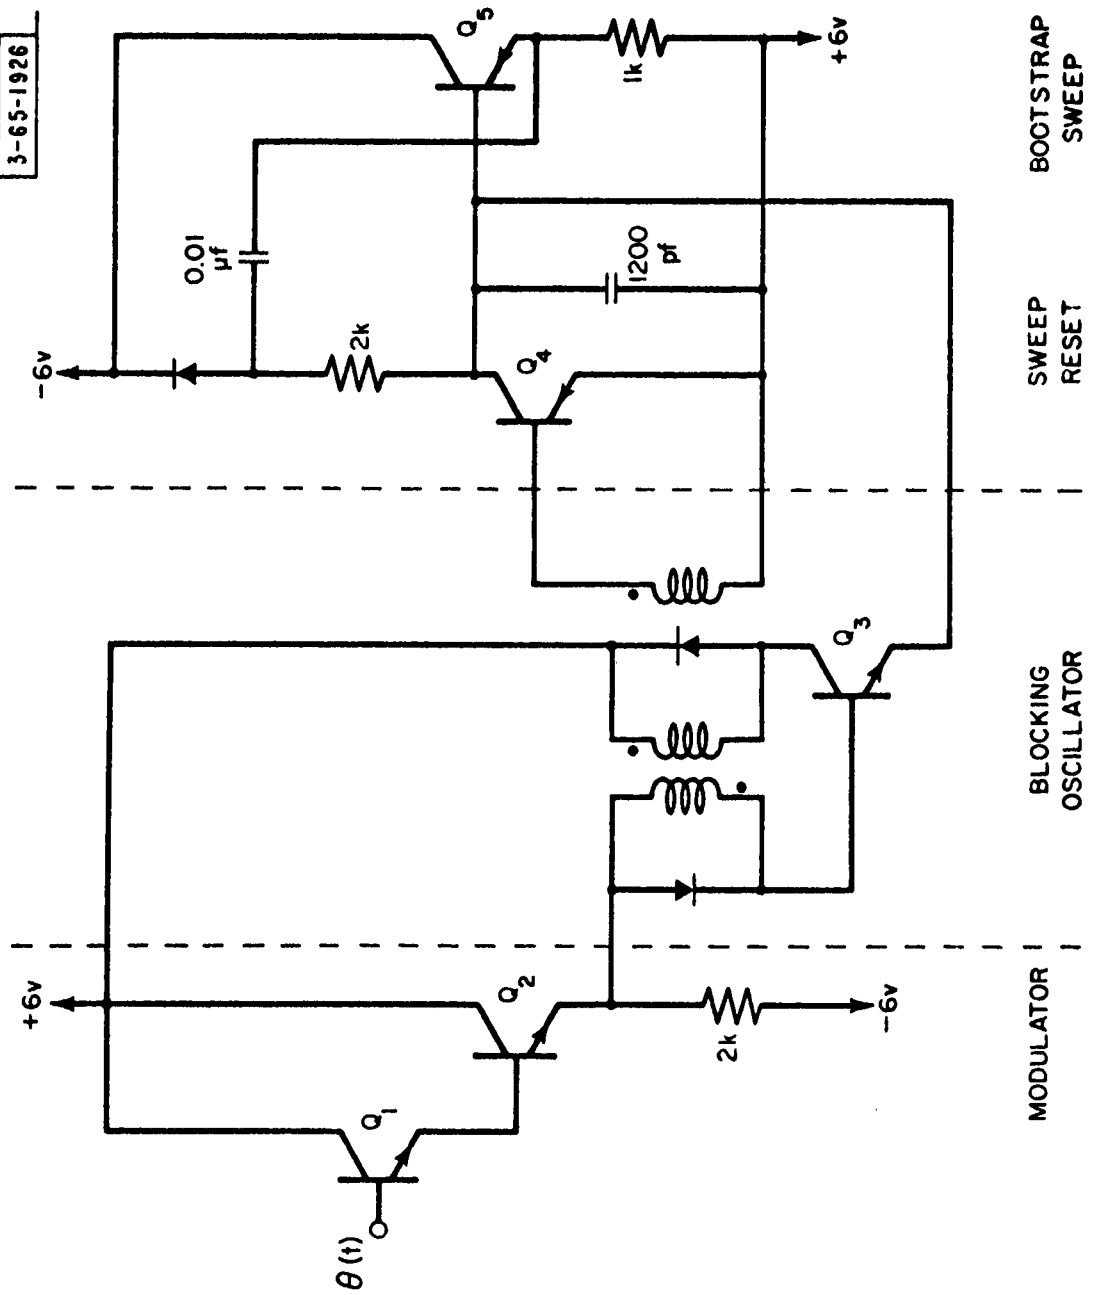 3-65-1926
+6v
-6v
θ(t)
Q1
Q2
2k
-6v
Q3
Q4
2k
0.01
μf
1200
pf
Q5
1k
+6v
MODULATOR
BLOCKING
OSCILLATOR
SWEEP
RESET
BOOTSTRAP
SWEEP